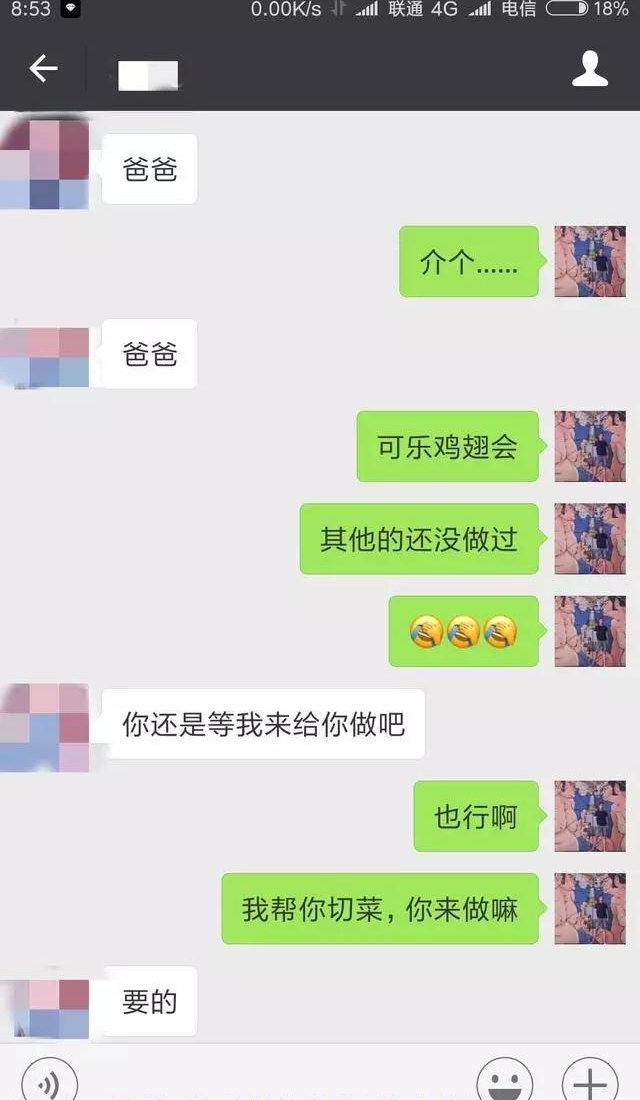 8:53 0.00K/s 联通 4G 电信 18%
爸爸
介个......
爸爸
可乐鸡翅会
其他的还没做过
你还是等我来给你做吧
也行啊
我帮你切菜，你来做嘛
要的